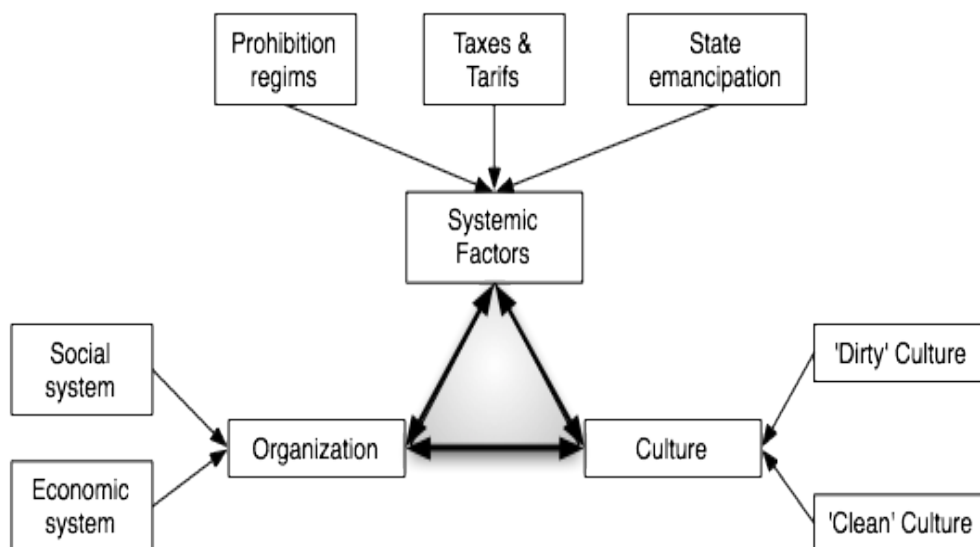 Prohibition
regims
Taxes &
Tarifs
State
emancipation
Systemic
Factors
Social
system
Organization
Economic
system
Culture
'Dirty' Culture
'Clean' Culture